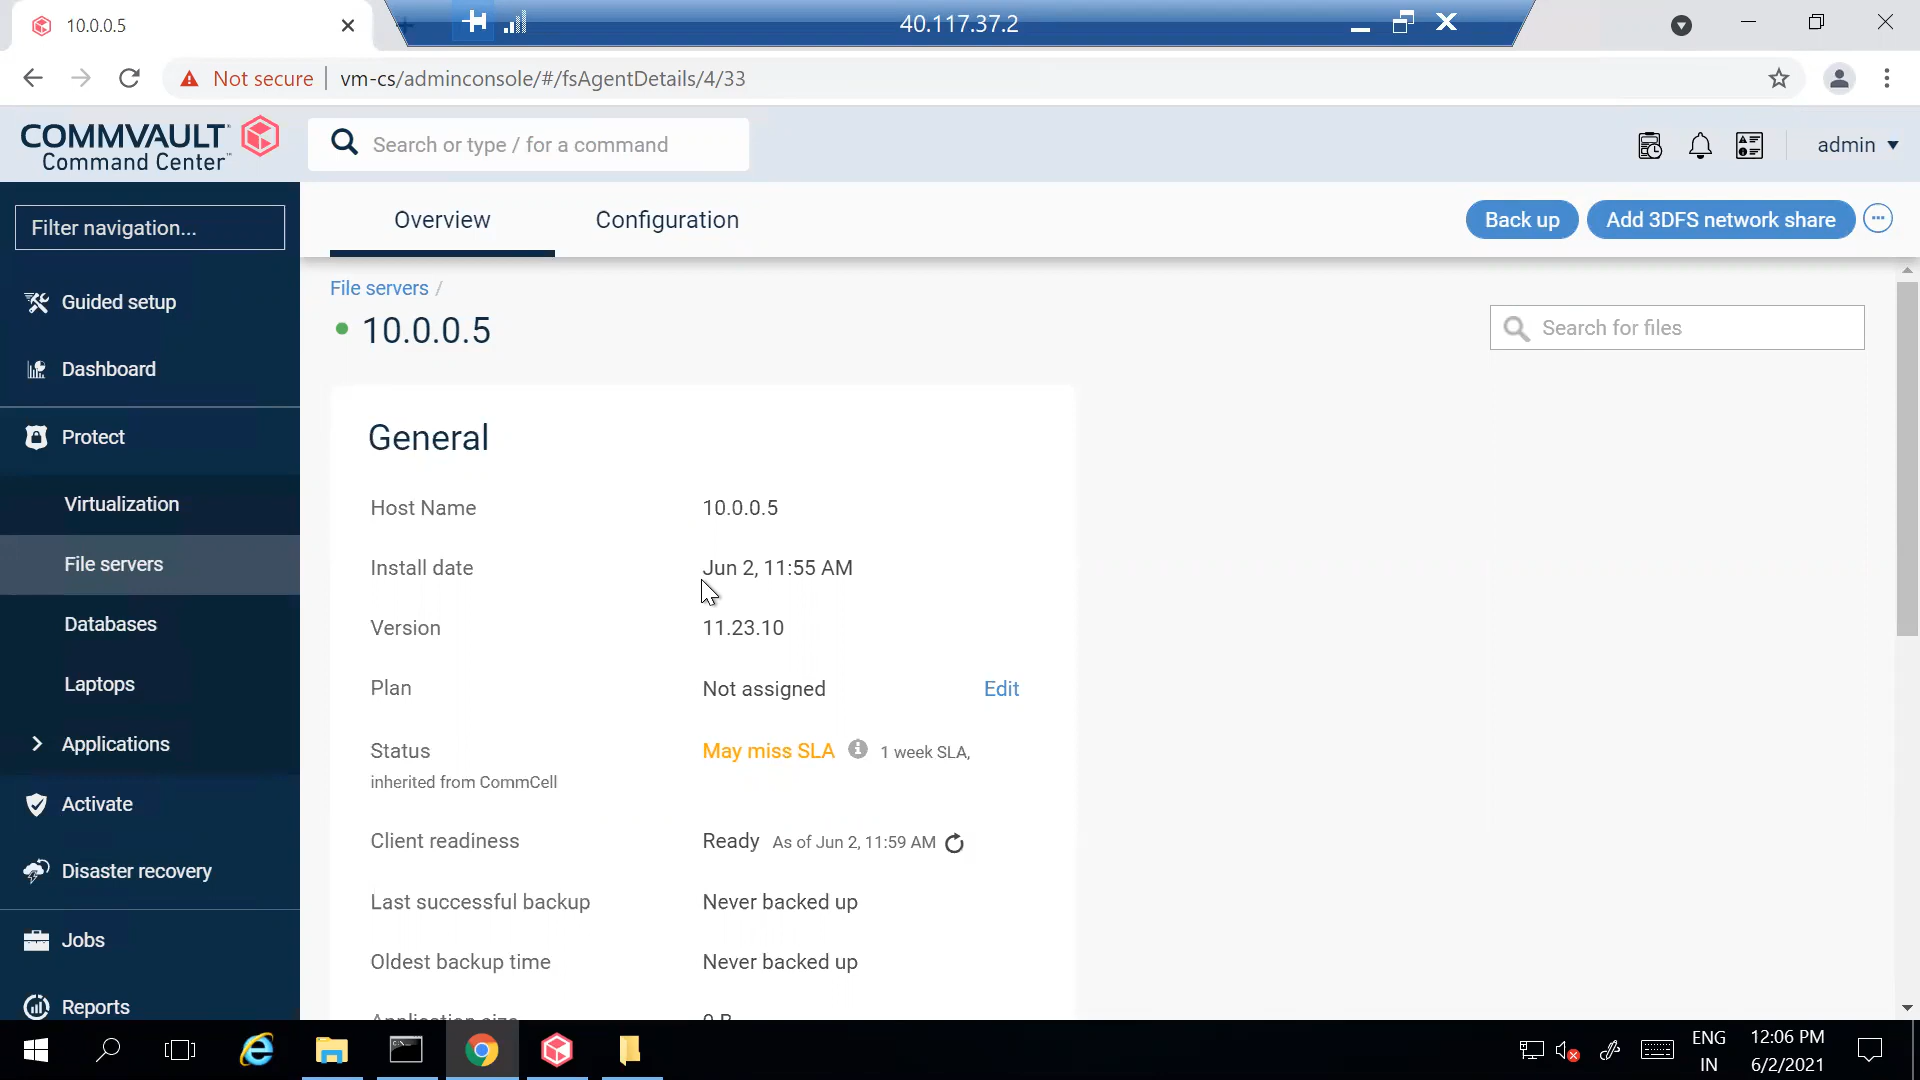 10.0.0.5
40.117.37.2
Not secure
vm-cs/adminconsole/#/fsAgentDetails/4/33
COMMVAULT
Command Center™
Search or type / for a command
admin
Filter navigation...
Guided setup
Dashboard
Protect
Virtualization
File servers
Databases
Laptops
Applications
Activate
Disaster recovery
Jobs
Reports
Overview
Configuration
Back up
Add 3DFS network share
File servers /
10.0.0.5
Search for files
General
Host Name 10.0.0.5
Install date Jun 2, 11:55 AM
Version 11.23.10
Plan Not assigned Edit
Status May miss SLA 1 week SLA,
inherited from CommCell
Client readiness Ready As of Jun 2, 11:59 AM
Last successful backup Never backed up
Oldest backup time Never backed up
Application size 0 B
ENG
IN
12:06 PM
6/2/2021